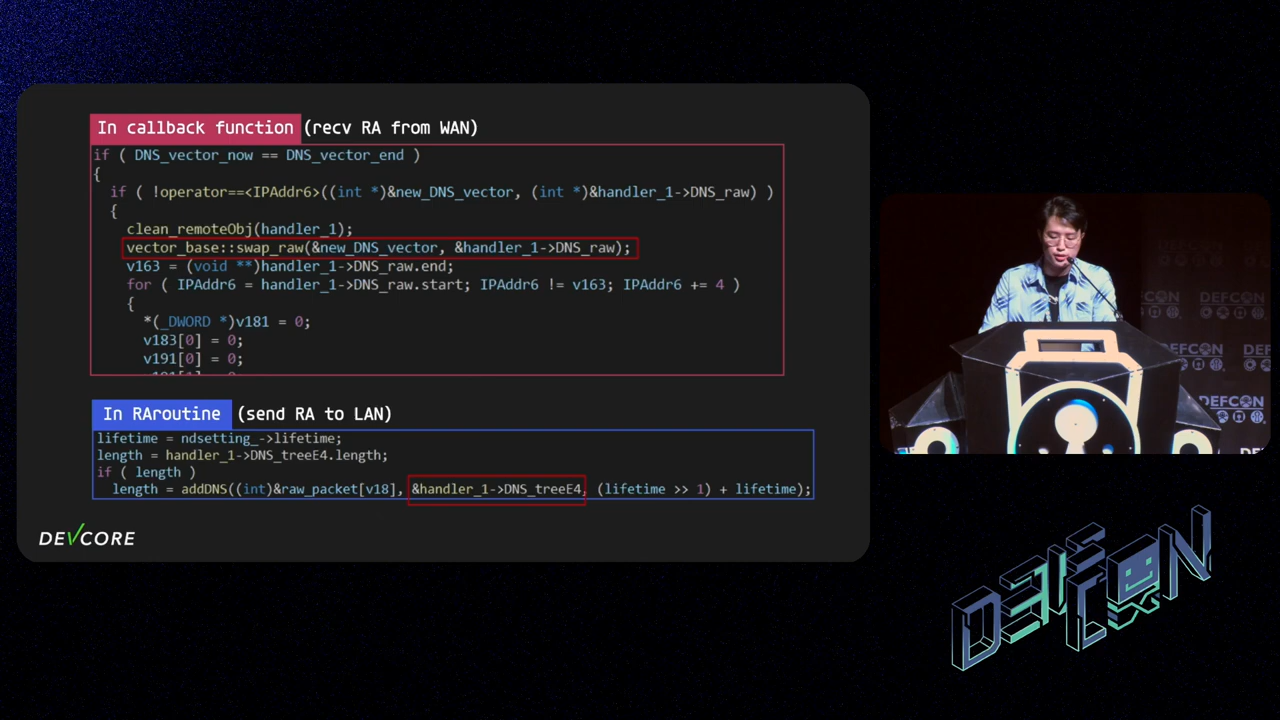 In callback function (recv RA from WAN)
if ( DNS_vector_now == DNS_vector_end )
{
if ( !operator==<IPAddr6>((int *)&new_DNS_vector, (int *)&handler_1->DNS_raw) )
{
clean_remoteObj(handler_1);
vector_base::swap_raw(&new_DNS_vector, &handler_1->DNS_raw);
v163 = (void **)handler_1->DNS_raw.end;
for ( IPAddr6 = handler_1->DNS_raw.start; IPAddr6 != v163; IPAddr6 += 4 )
{
*(_DWORD *)v181 = 0;
v183[0] = 0;
v191[0] = 0;
In RAroutine (send RA to LAN)
lifetime = ndsetting_->lifetime;
length = handler_1->DNS_treeE4.length;
if ( length )
length = addDNS((int)&raw_packet[v18], &handler_1->DNS_treeE4, (lifetime >> 1) + lifetime);
DEVCORE
DEFCON
DEFCON
DEFCON
DEFCON
DEFCON